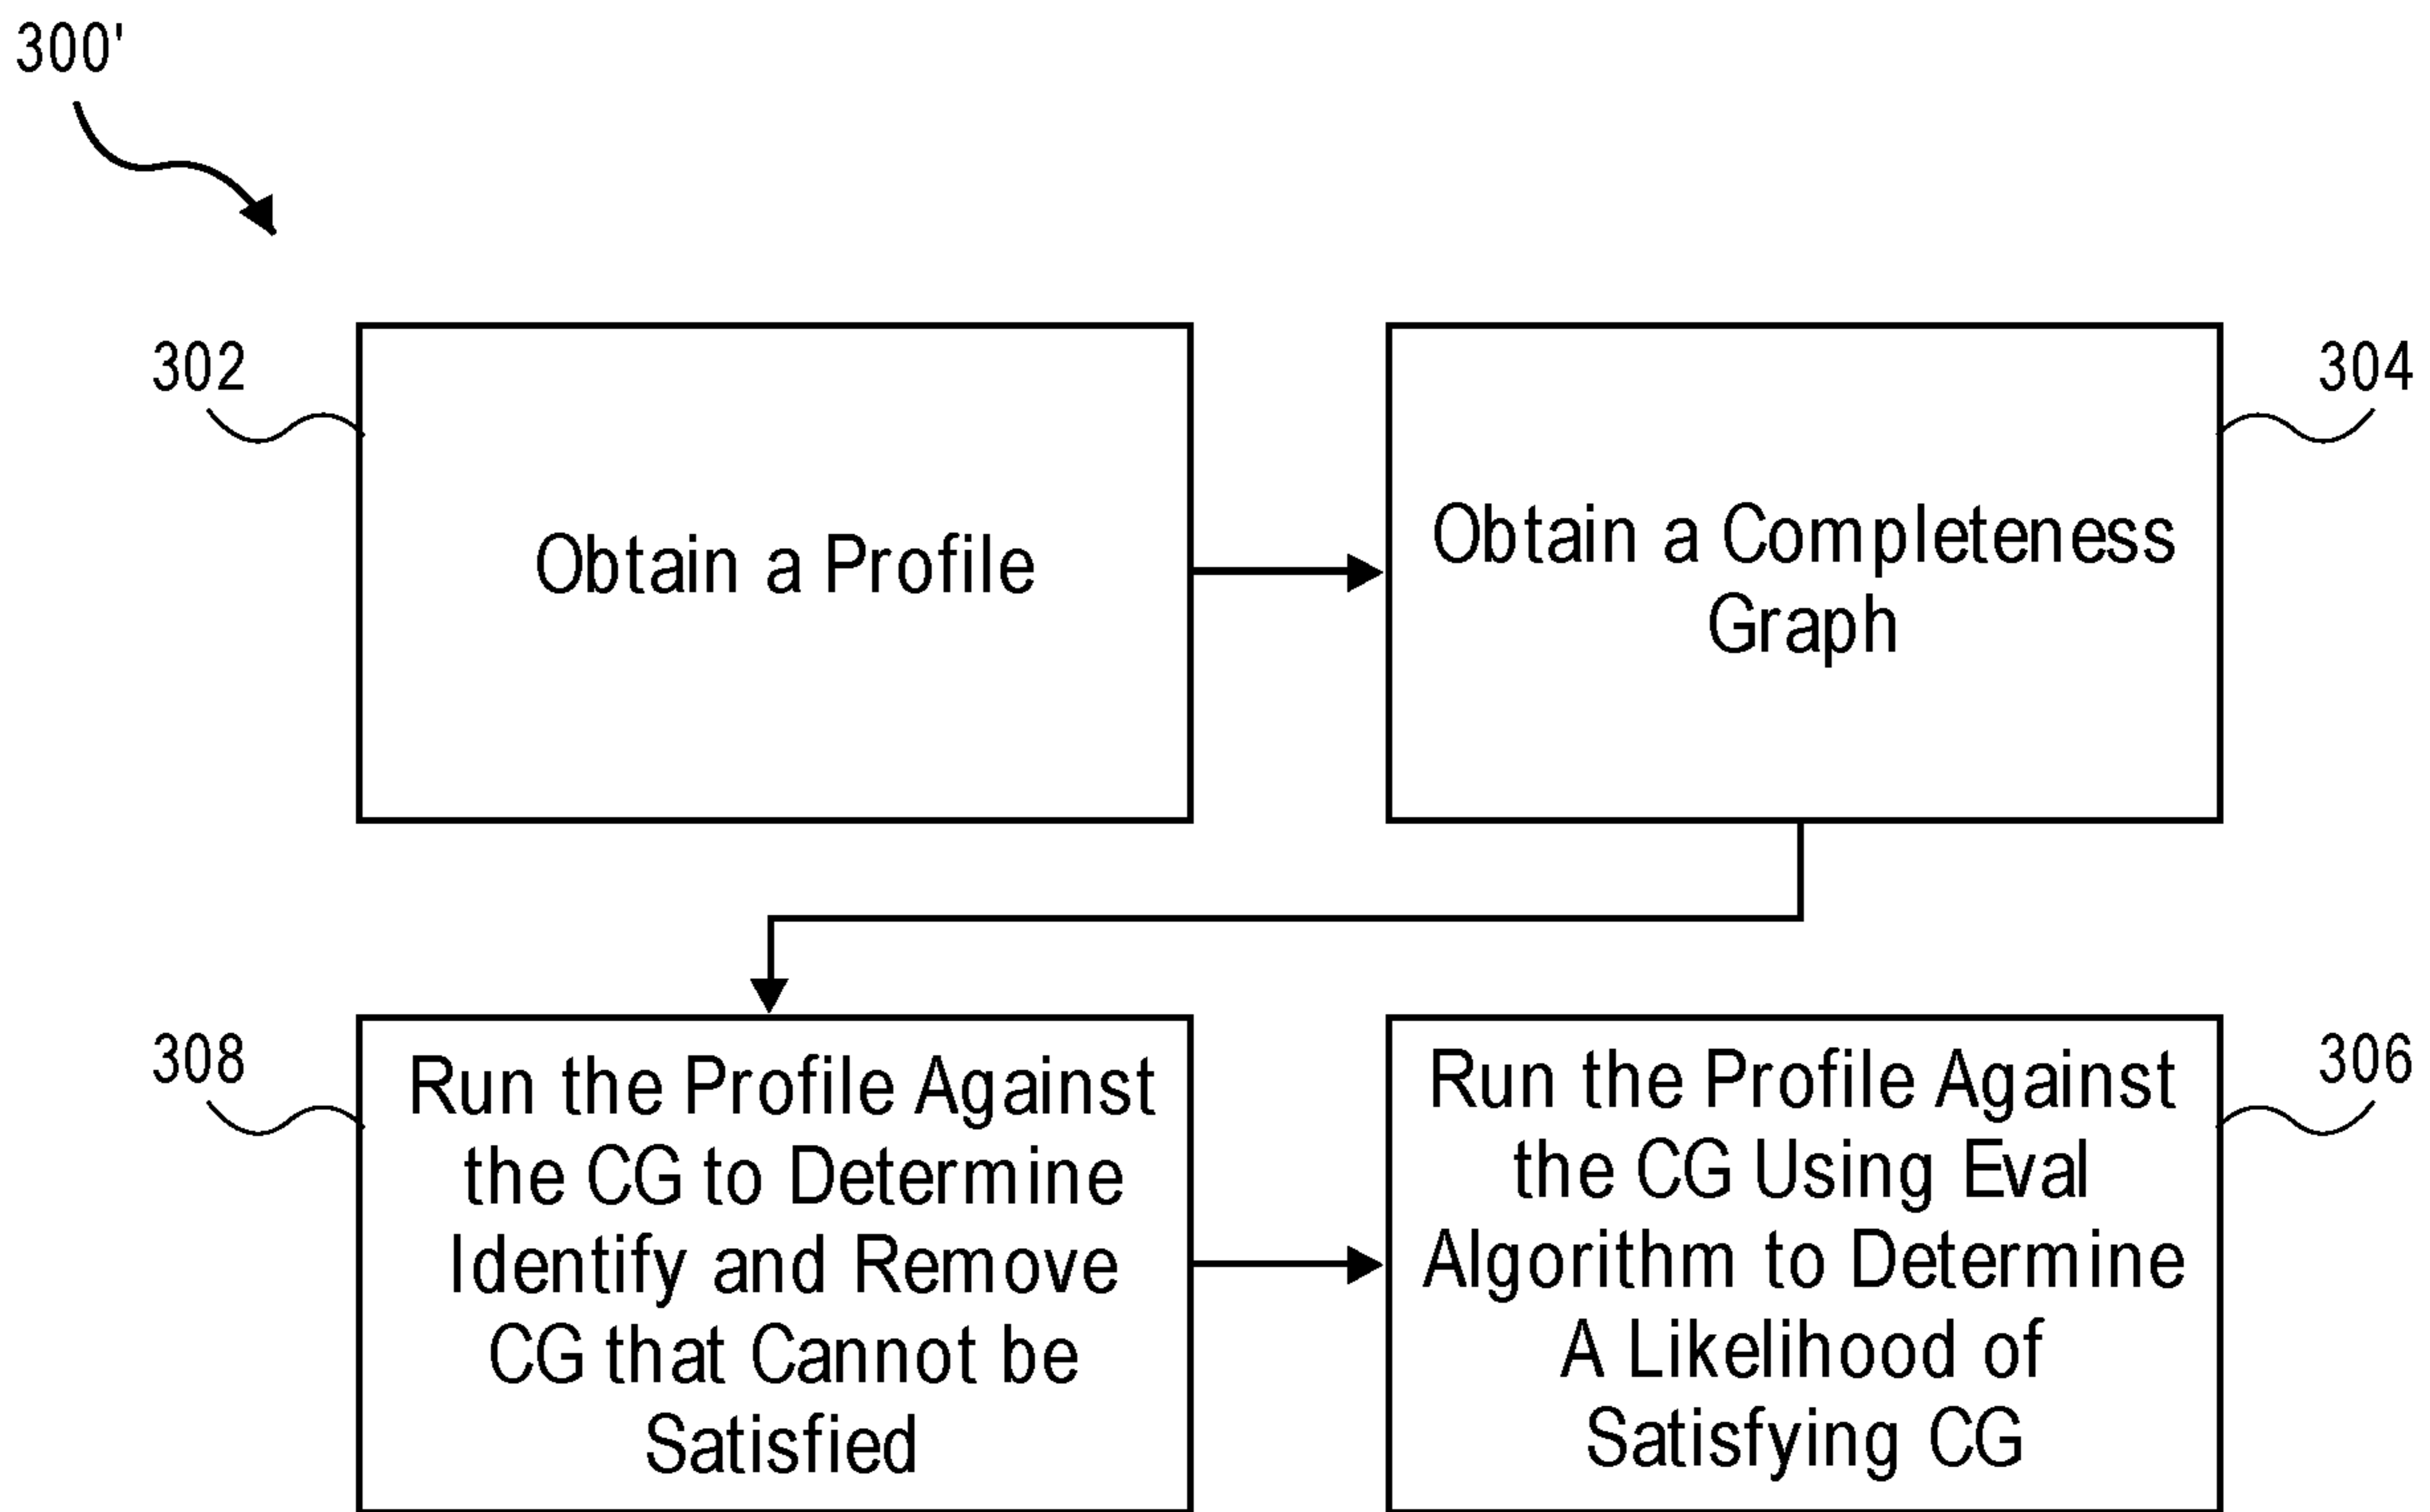 300'
302
Obtain a Profile
304
Obtain a Completeness
Graph
308
Run the Profile Against
the CG to Determine
Identify and Remove
CG that Cannot be
Satisfied
306
Run the Profile Against
the CG Using Eval
Algorithm to Determine
A Likelihood of
Satisfying CG